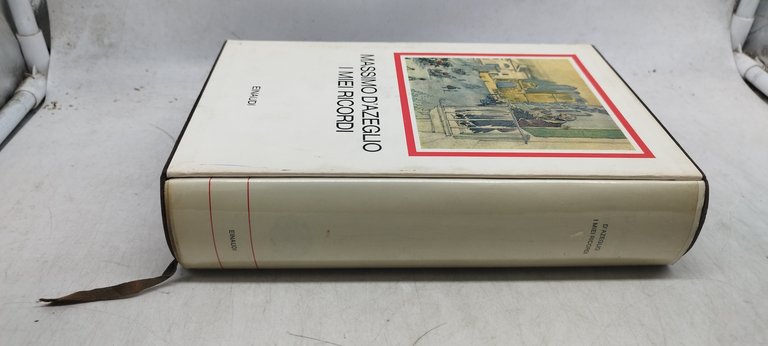 MASSIMO D'AZEGLIO
I MIEI RICORDI
EINAUDI
D'AZEGLIO
I MIEI RICORDI
EINAUDI